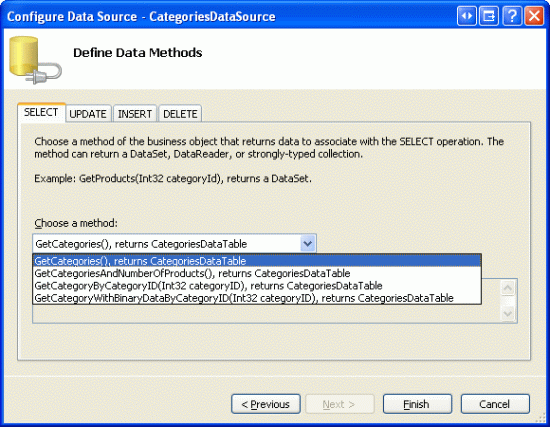 Configure Data Source - CategoriesDataSource
Define Data Methods
SELECT UPDATE INSERT DELETE
Choose a method of the business object that returns data to associate with the SELECT operation. The
method can return a DataSet, DataReader, or strongly-typed collection.
Example: GetProducts(Int32 categoryId), returns a DataSet.
Choose a method:
GetCategories(), returns CategoriesDataTable
GetCategories(), returns CategoriesDataTable
GetCategoriesAndNumberOfProducts(), returns CategoriesDataTable
GetCategoryByCategoryID(Int32 categoryID), returns CategoriesDataTable
GetCategoryWithBinaryDataByCategoryID(Int32 categoryID), returns CategoriesDataTable
< Previous Next > Finish Cancel